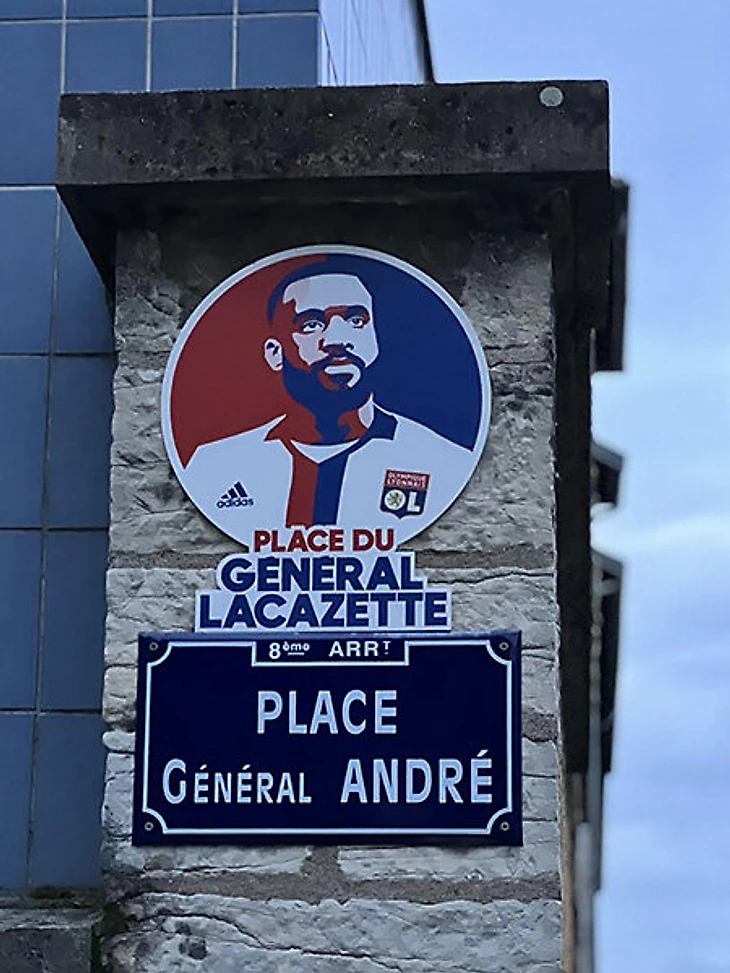 adidas
OLYMPIQUE
LYONNAIS
OL
PLACE DU
GÉNÉRAL
LACAZETTE
8ème ARRT
PLACE
GÉNÉRAL ANDRÉ